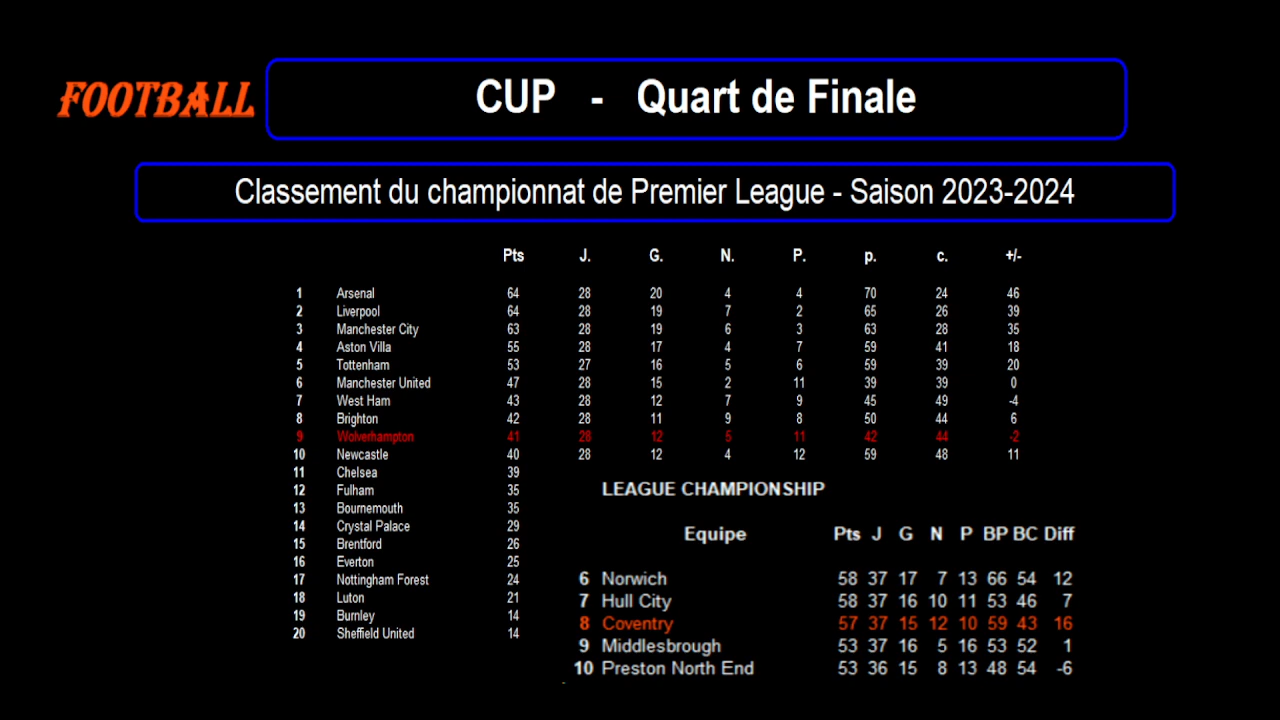 FOOTBALL
CUP - Quart de Finale
Classement du championnat de Premier League - Saison 2023-2024
Pts J. G. N. P. p. c. +/-
1 Arsenal 64 28 20 4 4 70 24 46
2 Liverpool 64 28 19 7 2 65 26 39
3 Manchester City 63 28 19 6 3 63 28 35
4 Aston Villa 55 28 17 4 7 59 41 18
5 Tottenham 53 27 16 5 6 59 39 20
6 Manchester United 47 28 15 2 11 39 39 0
7 West Ham 43 28 12 7 9 45 49 -4
8 Brighton 42 28 11 9 8 50 44 6
9 Wolverhampton 41 28 12 5 11 42 44 -2
10 Newcastle 40 28 12 4 12 59 48 11
11 Chelsea 39
12 Fulham 35
13 Bournemouth 35
14 Crystal Palace 29
15 Brentford 26
16 Everton 25
17 Nottingham Forest 24
18 Luton 21
19 Burnley 14
20 Sheffield United 14
LEAGUE CHAMPIONSHIP
Equipe Pts J G N P BP BC Diff
6 Norwich 58 37 17 7 13 66 54 12
7 Hull City 58 37 16 10 11 53 46 7
8 Coventry 57 37 15 12 10 59 43 16
9 Middlesbrough 53 37 16 5 16 53 52 1
10 Preston North End 53 36 15 8 13 48 54 -6